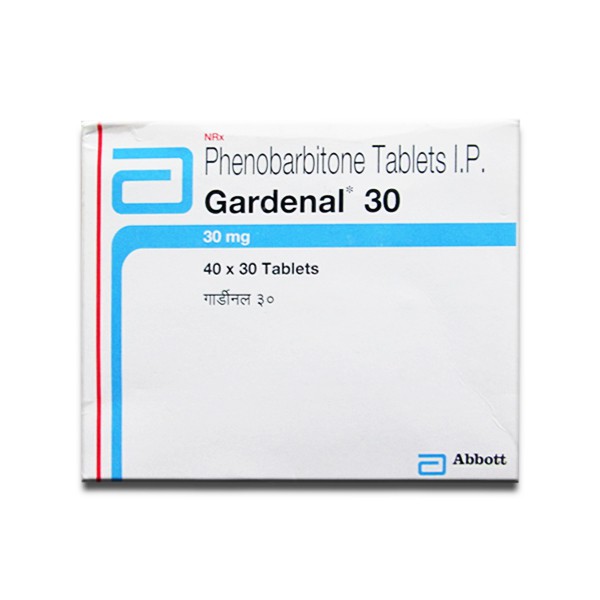 NRx
Phenobarbitone Tablets I.P.
Gardenal* 30
30 mg
40 x 30 Tablets
गार्डीनल ३०
Abbott